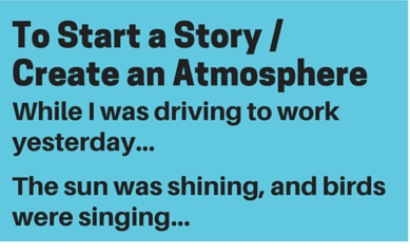 To Start a Story /
Create an Atmosphere
While I was driving to work
yesterday...
The sun was shining, and birds
were singing...